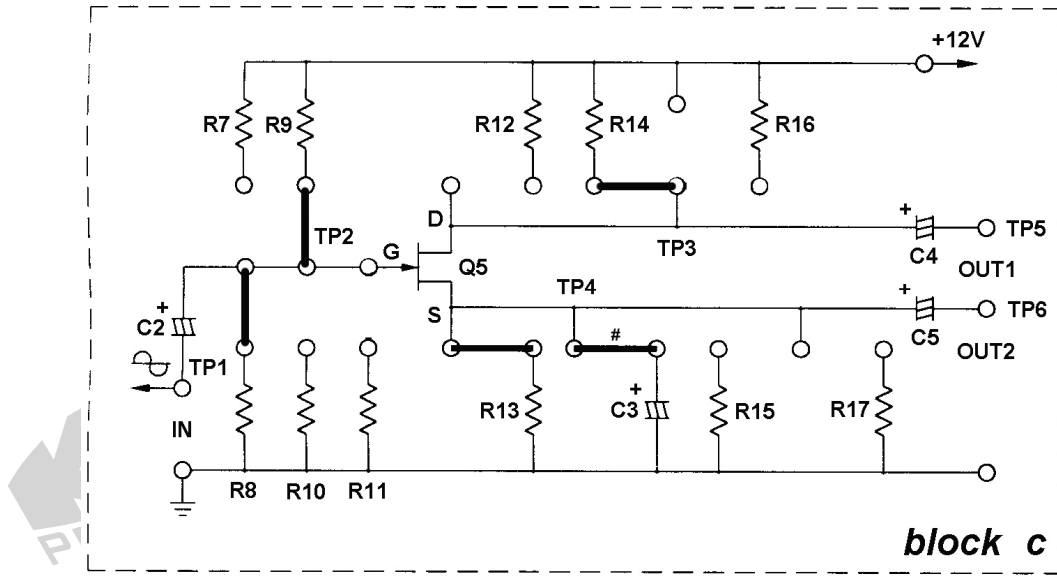 +12V
R7 R9 R12 R14 R16
D
TP2 TP3 TP5
G Q5 + C4 OUT1
TP4
S + TP6
+ C5
C2 # OUT2
TP1
+
R13 C3 R15 R17
IN
R8 R10 R11
block c